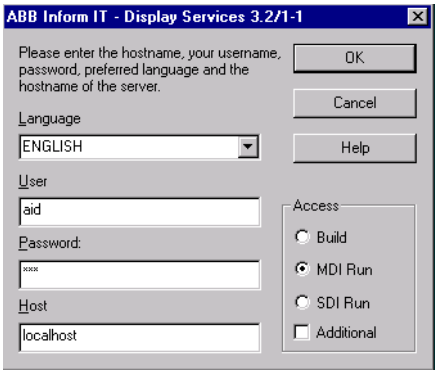 ABB Inform IT - Display Services 3.2/1-1
Please enter the hostname, your username,
password, preferred language and the
hostname of the server.
Language
ENGLISH
User
aid
Password:
***
Host
localhost
OK
Cancel
Help
Access
Build
MDI Run
SDI Run
Additional